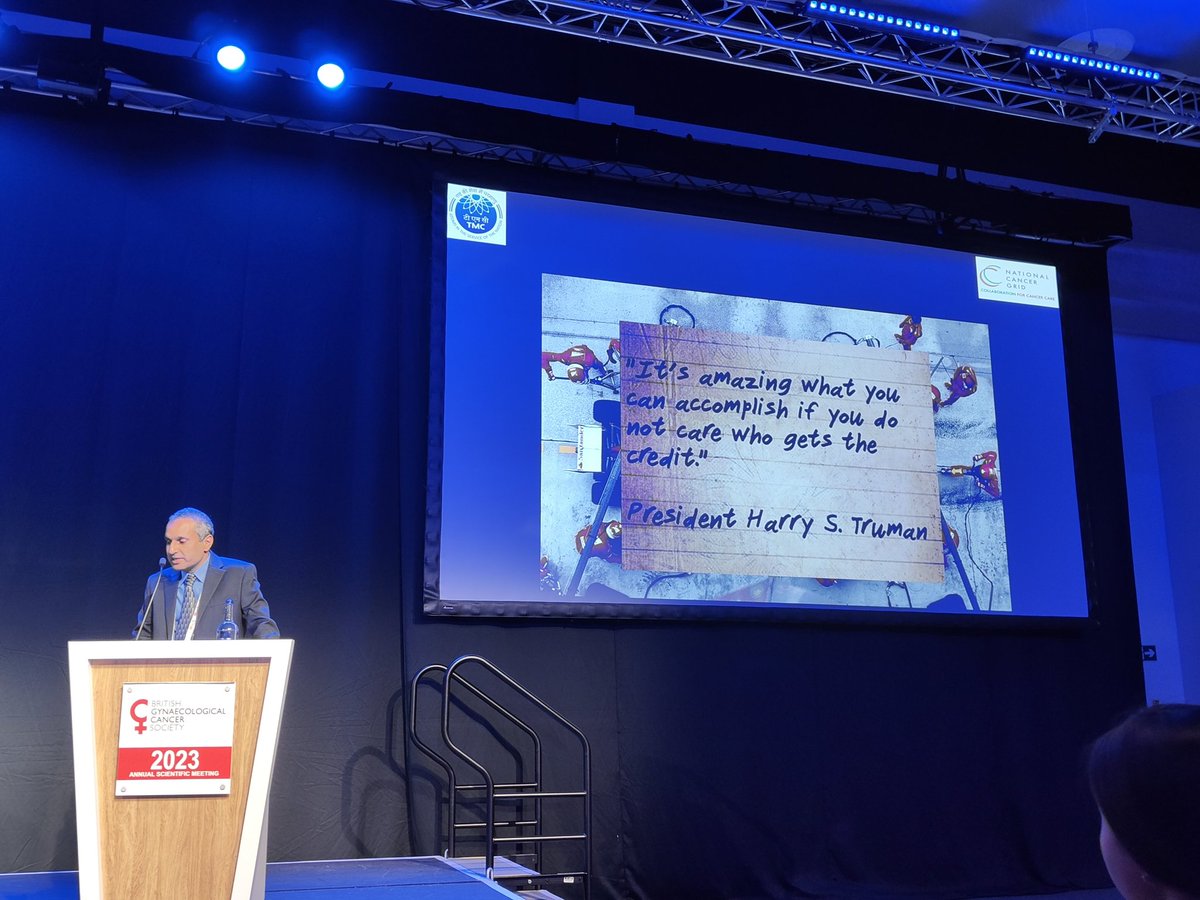 टी एम सी
TMC
NATIONAL
CANCER
GRID
COLLABORATION FOR CANCER CARE
"It's amazing what you
can accomplish if you do
not care who gets the
credit."
President Harry S. Truman
BRITISH
GYNAECOLOGICAL
CANCER
SOCIETY
2023
ANNUAL SCIENTIFIC MEETING